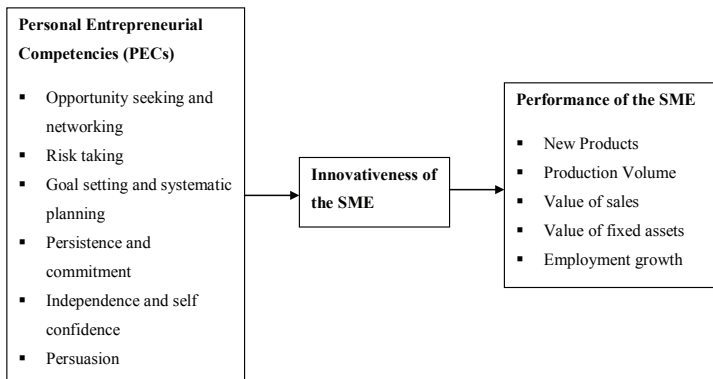 Personal Entrepreneurial
Competencies (PECs)
▪ Opportunity seeking and
networking
▪ Risk taking
▪ Goal setting and systematic
planning
▪ Persistence and
commitment
▪ Independence and self
confidence
▪ Persuasion
Innovativeness of
the SME
Performance of the SME
▪ New Products
▪ Production Volume
▪ Value of sales
▪ Value of fixed assets
▪ Employment growth